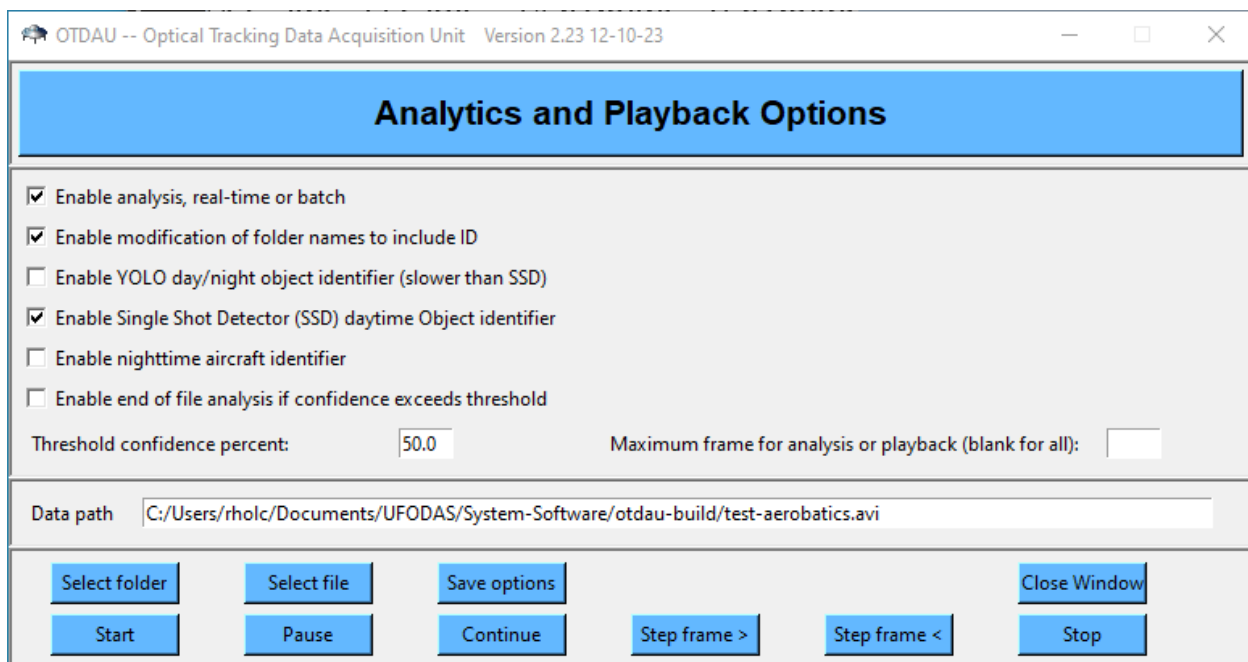 OTDAU -- Optical Tracking Data Acquisition Unit Version 2.23 12-10-23
Analytics and Playback Options
Enable analysis, real-time or batch
Enable modification of folder names to include ID
Enable YOLO day/night object identifier (slower than SSD)
Enable Single Shot Detector (SSD) daytime Object identifier
Enable nighttime aircraft identifier
Enable end of file analysis if confidence exceeds threshold
Threshold confidence percent: 50.0 Maximum frame for analysis or playback (blank for all):
Data path C:/Users/rholc/Documents/UFODAS/System-Software/otdau-build/test-aerobatics.avi
Select folder Select file Save options Close Window
Start Pause Continue Step frame > Step frame < Stop